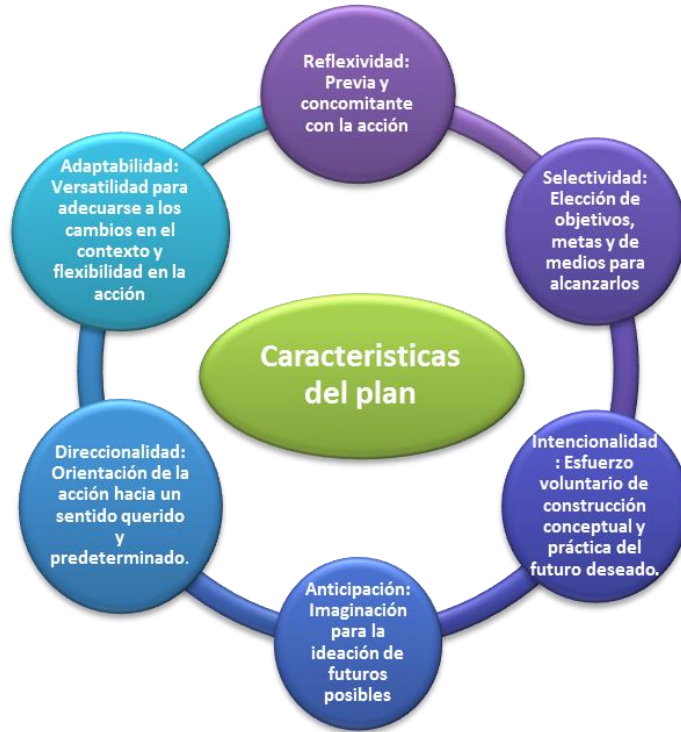 Reflexividad:
Previa y
concomitante
con la acción
Selectividad:
Elección de
objetivos,
metas y de
medios para
alcanzarlos
Intencionalidad
: Esfuerzo
voluntario de
construcción
conceptual y
práctica del
futuro deseado.
Anticipación:
Imaginación
para la
ideación de
futuros
posibles
Direccionalidad:
Orientación de la
acción hacia un
sentido querido
y
predeterminado.
Adaptabilidad:
Versatilidad para
adecuarse a los
cambios en el
contexto y
flexibilidad en la
acción
Caracteristicas
del plan